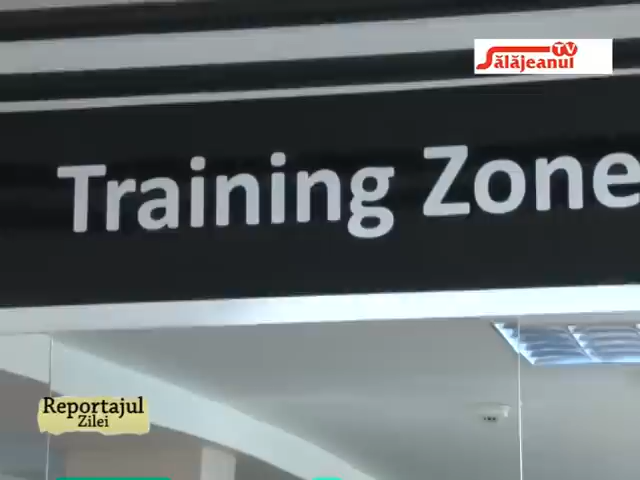 TV
Sălăjeanul
Training Zone
Reportajul
Zilei